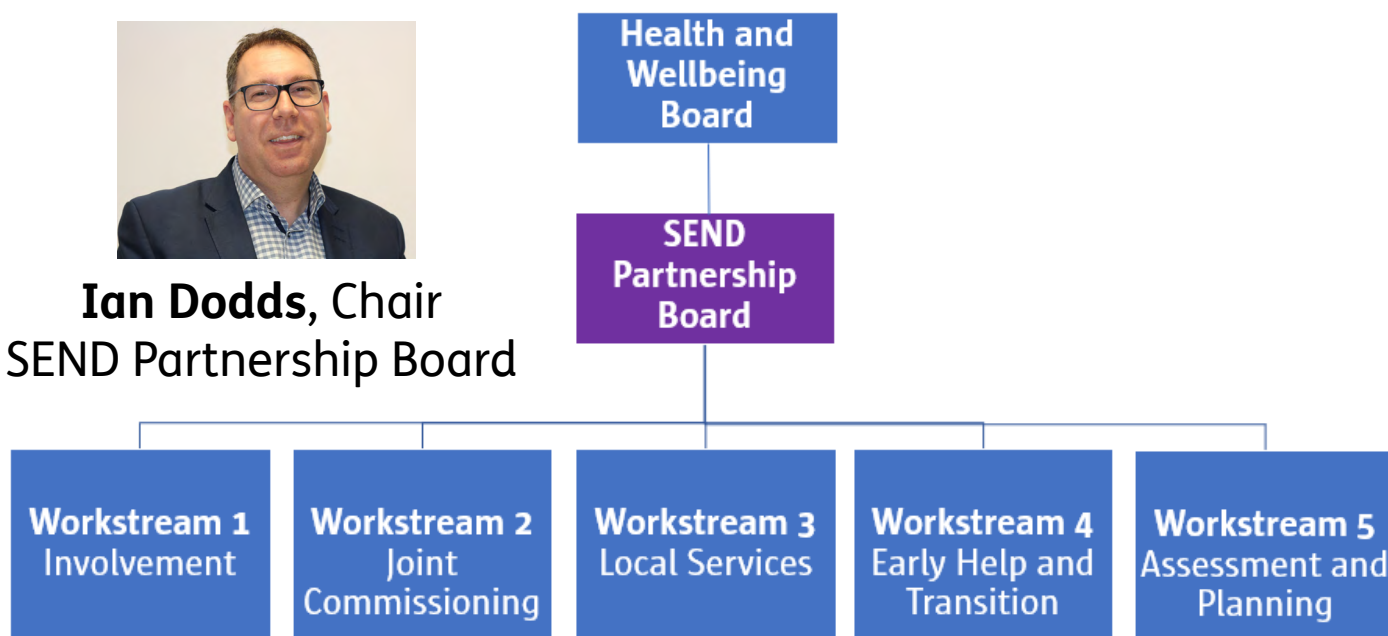 Health and
Wellbeing
Board
SEND
Partnership
Board
Ian Dodds, Chair
SEND Partnership Board
Workstream 1
Involvement
Workstream 2
Joint
Commissioning
Workstream 3
Local Services
Workstream 4
Early Help and
Transition
Workstream 5
Assessment and
Planning